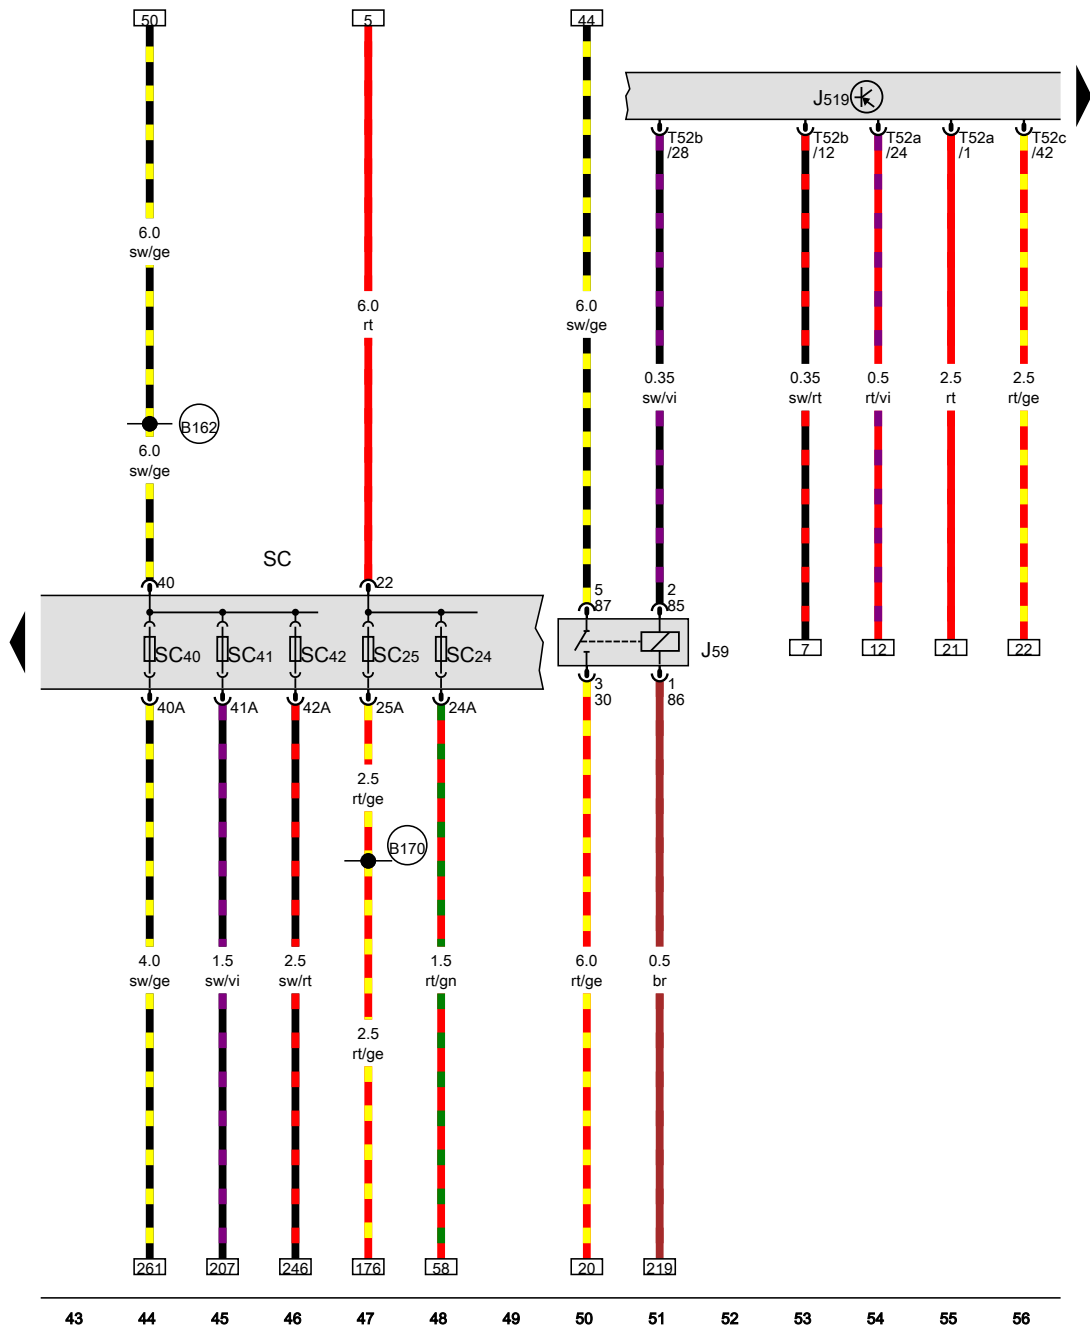 50
5
44
J519
T52b
/28
T52b
/12
T52a
/24
T52a
/1
T52c
/42
6.0
sw/ge
6.0
rt
6.0
sw/ge
0.35
sw/vi
0.35
sw/rt
0.5
rt/vi
2.5
rt
2.5
rt/ge
B162
6.0
sw/ge
SC
40
22
5
87
2
85
SC40
SC41
SC42
SC25
SC24
J59
7
12
21
22
3
30
1
86
40A
41A
42A
25A
24A
2.5
rt/ge
B170
4.0
sw/ge
1.5
sw/vi
2.5
sw/rt
1.5
rt/gn
6.0
rt/ge
0.5
br
2.5
rt/ge
261
207
246
176
58
20
219
43
44
45
46
47
48
49
50
51
52
53
54
55
56